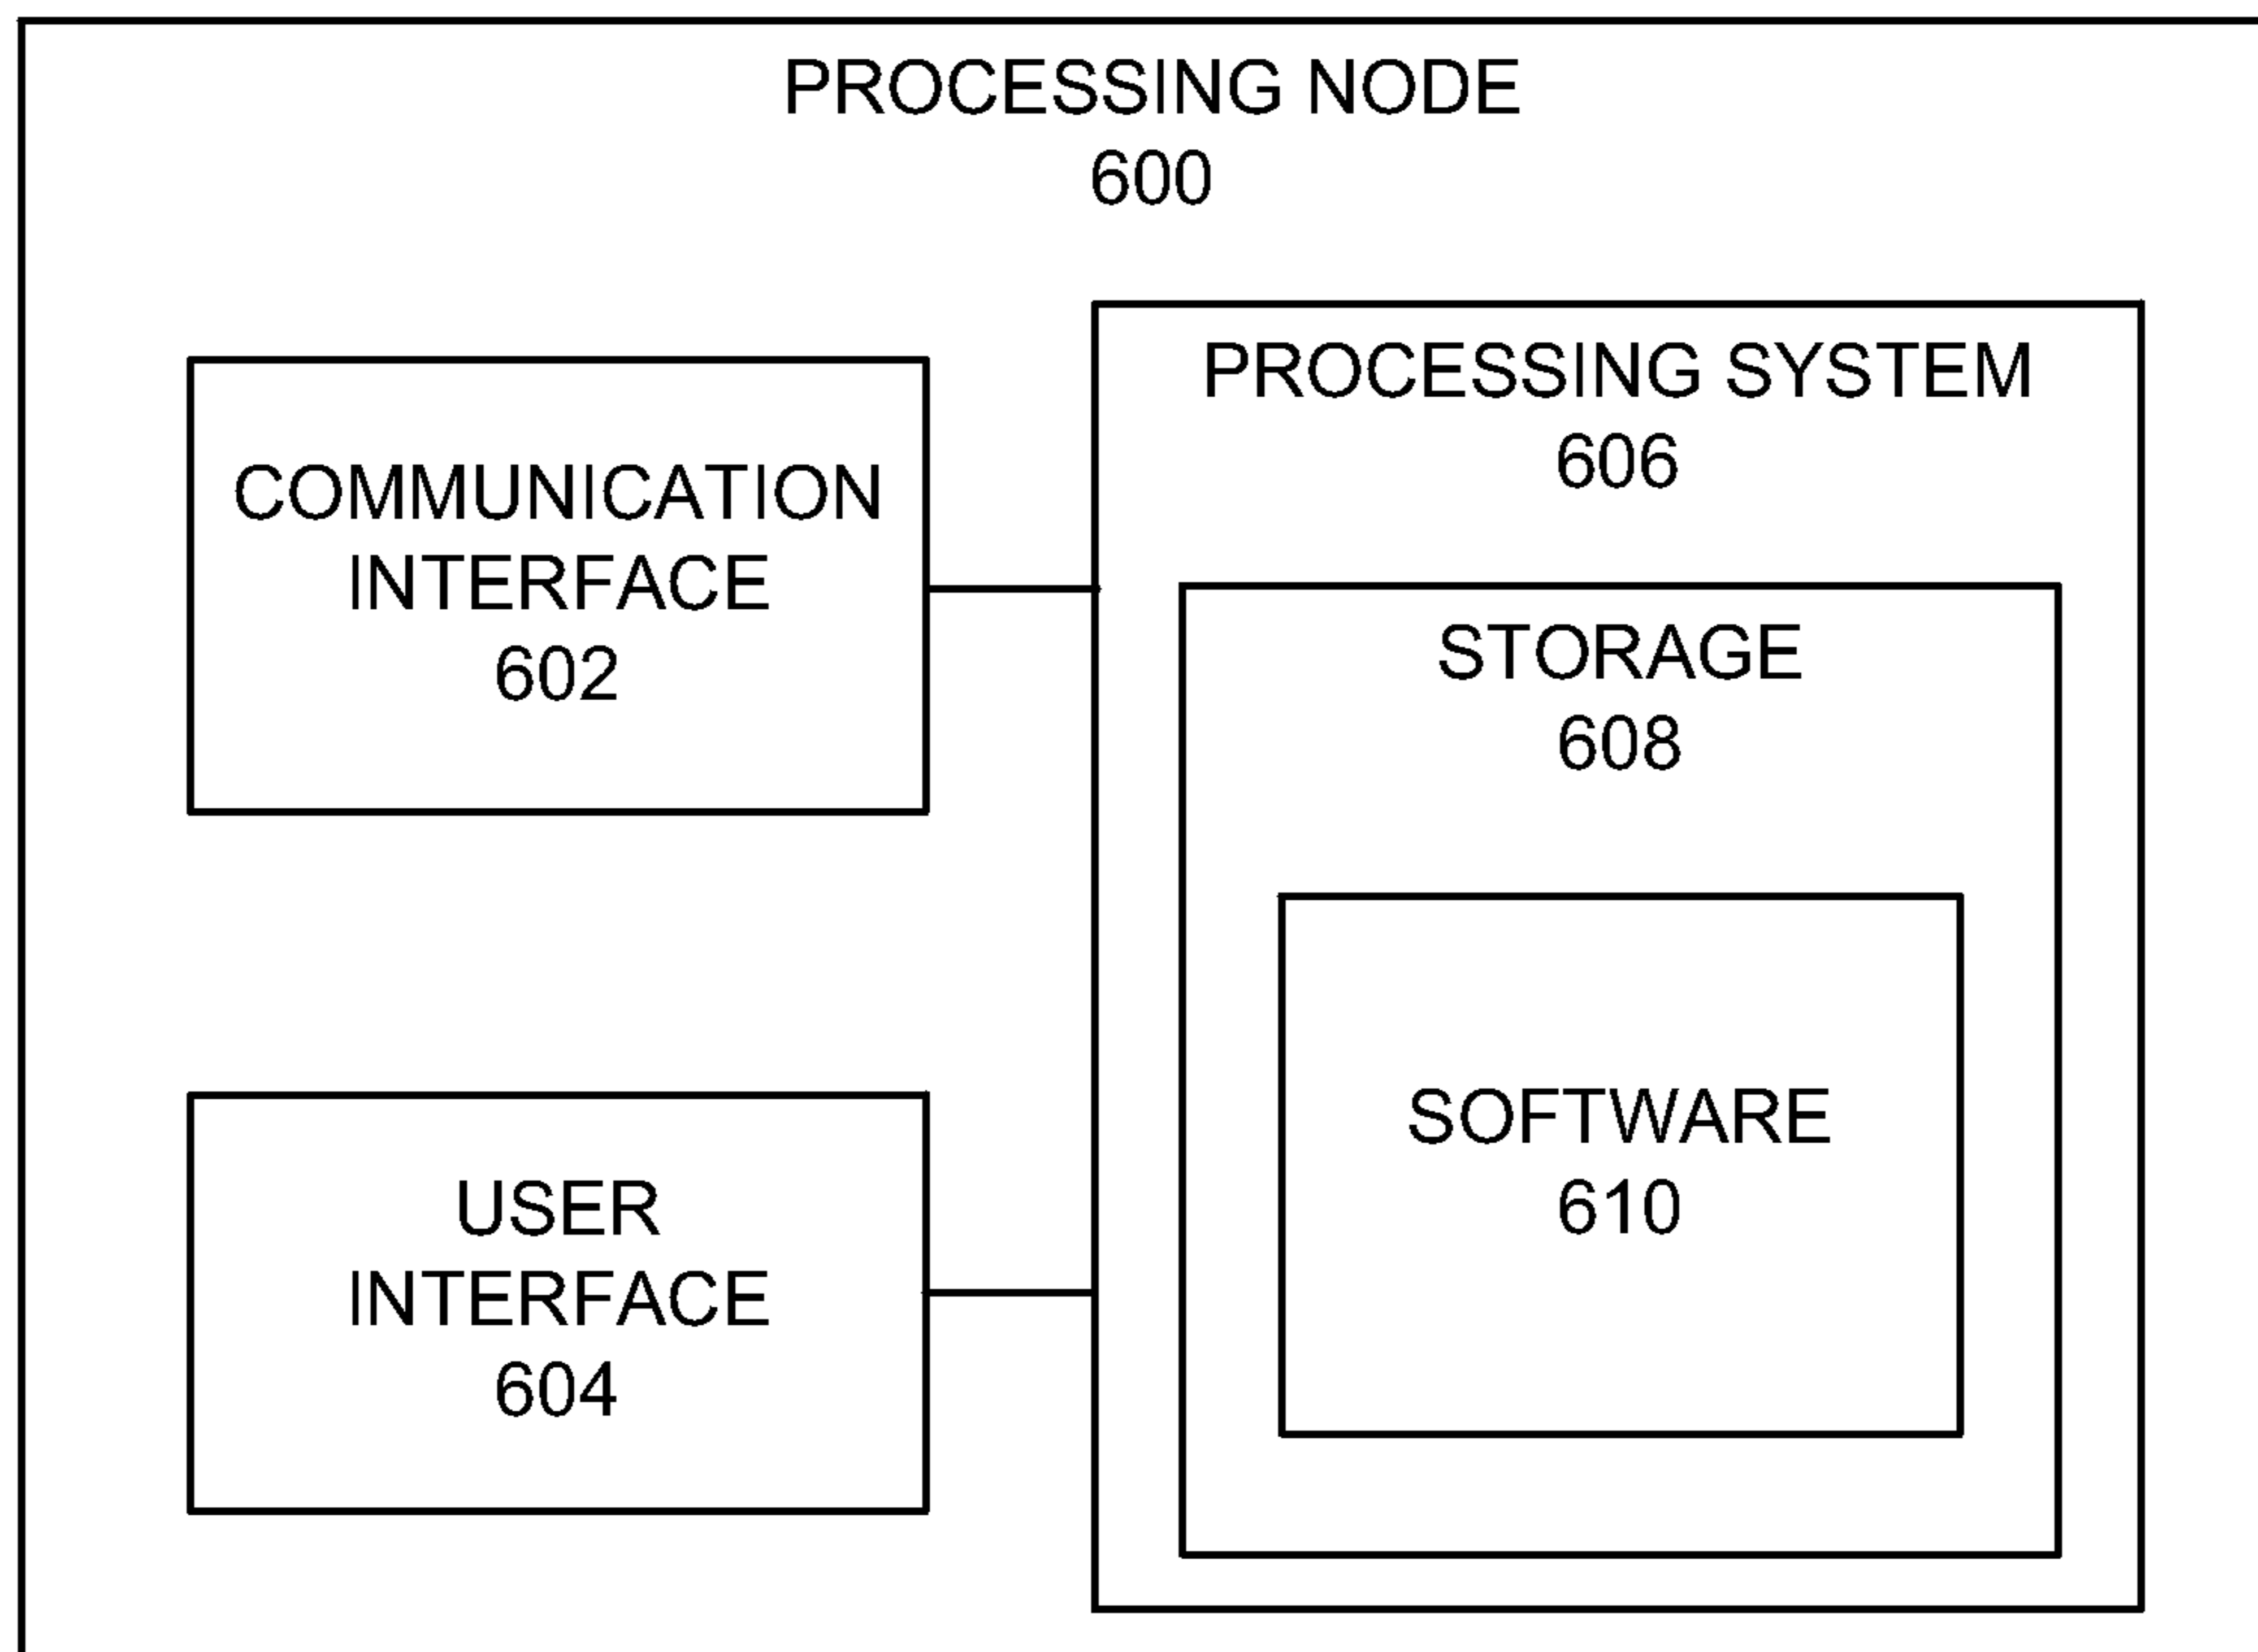 PROCESSING NODE
600
PROCESSING SYSTEM
606
COMMUNICATION
INTERFACE
602
STORAGE
608
SOFTWARE
610
USER
INTERFACE
604